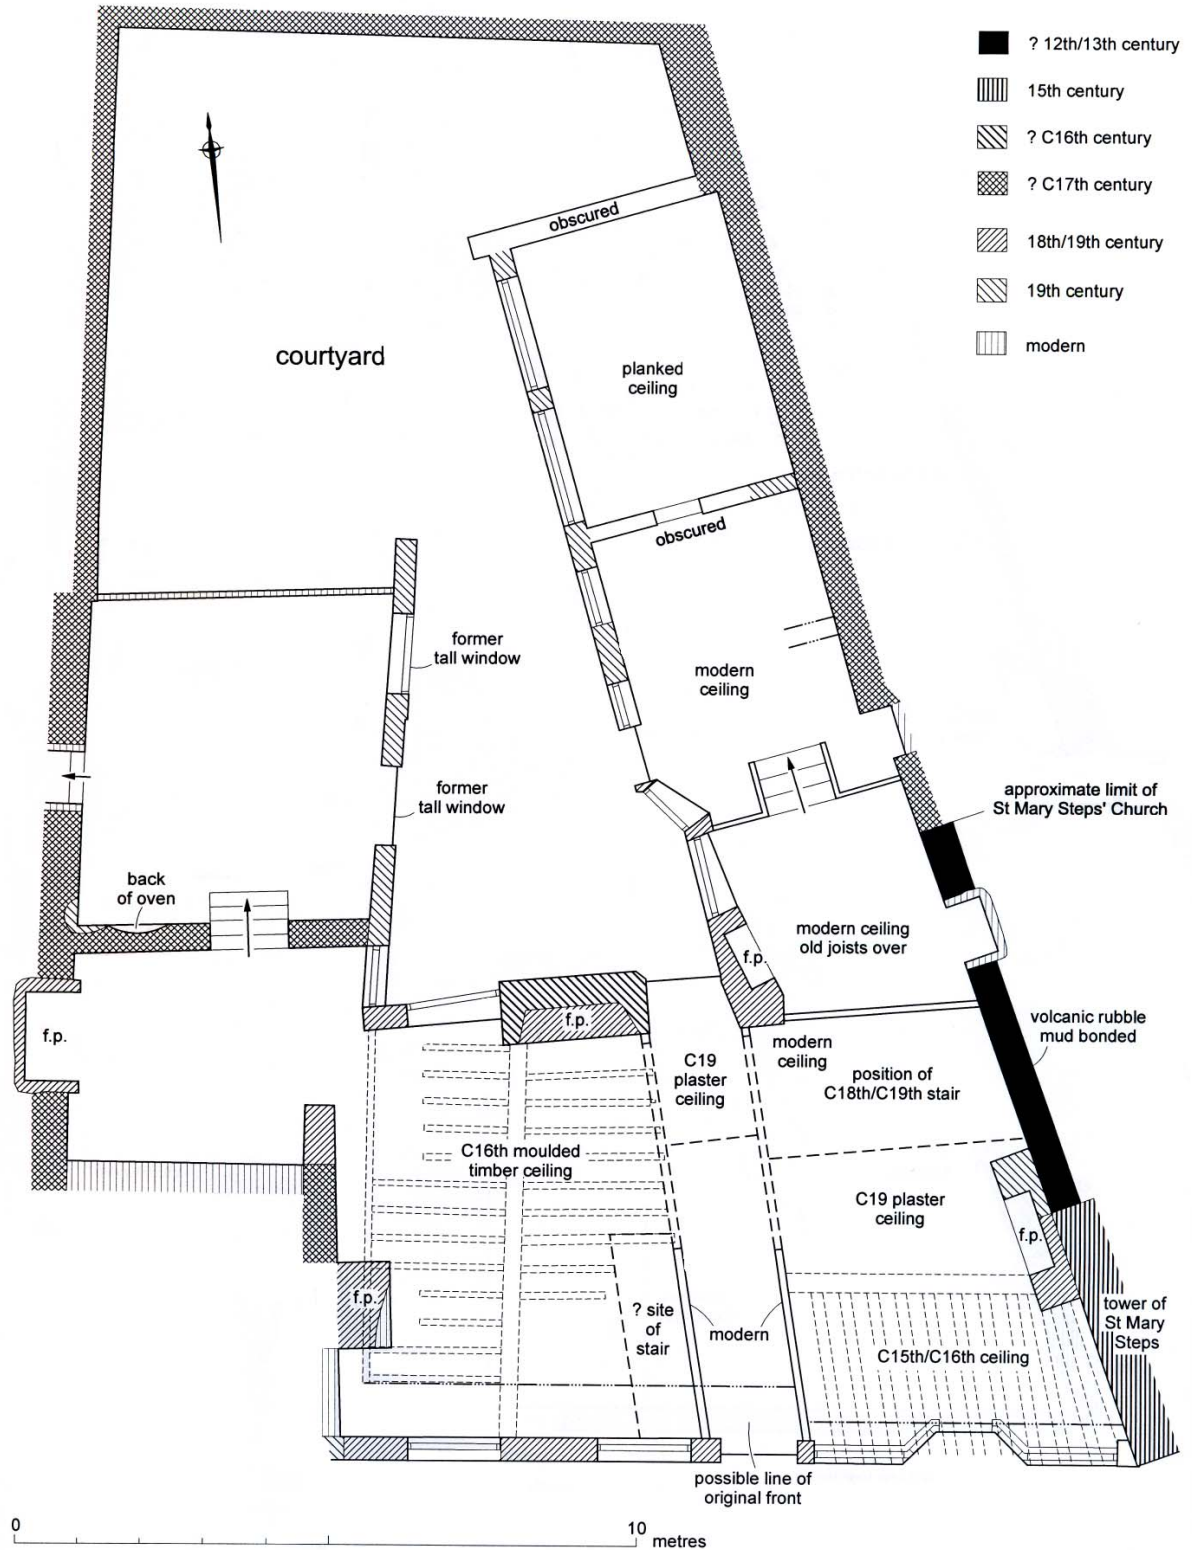 ? 12th/13th century
15th century
? C16th century
? C17th century
18th/19th century
19th century
modern
obscured
courtyard
planked
ceiling
obscured
former
tall window
modern
ceiling
former
tall window
approximate limit of
St Mary Steps' Church
back
of oven
modern ceiling
old joists over
f.p.
f.p.
f.p.
volcanic rubble
mud bonded
C19
plaster
ceiling
modern
ceiling
position of
C18th/C19th stair
C16th moulded
timber ceiling
C19 plaster
ceiling
f.p.
f.p.
? site
of
stair
modern
tower of
St Mary
Steps
C15th/C16th ceiling
possible line of
original front
0
10
metres